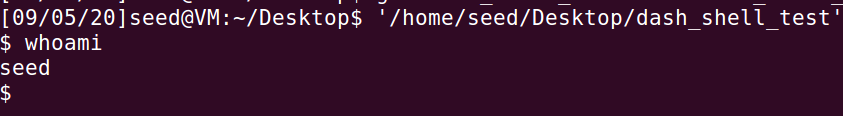 [09/05/20]seed@VM:~/Desktop$ '/home/seed/Desktop/dash_shell_test'
$ whoami
seed
$